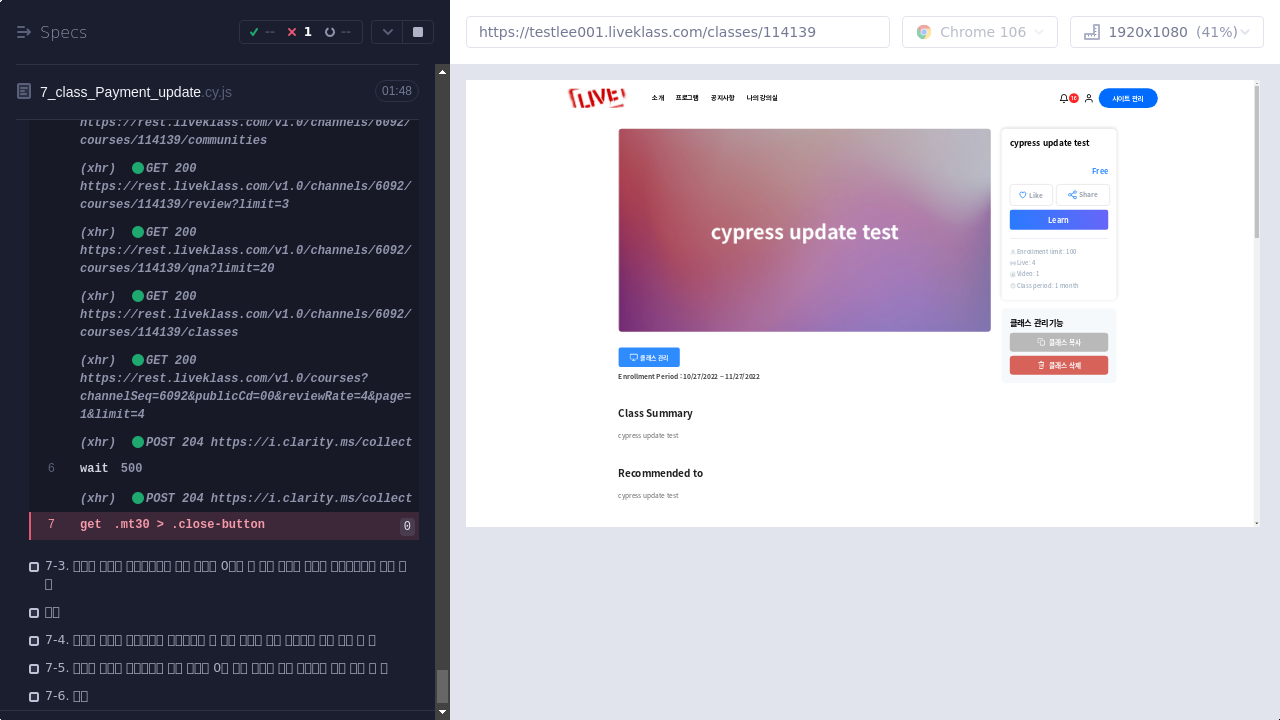 Specs
-- 1 --
https://testlee001.liveklass.com/classes/114139
Chrome 106
1920x1080 (41%)
7_class_Payment_update.cy.js
01:48
https://rest.liveklass.com/v1.0/channels/6092/
courses/114139/communities
(xhr) GET 200
https://rest.liveklass.com/v1.0/channels/6092/
courses/114139/review?limit=3
(xhr) GET 200
https://rest.liveklass.com/v1.0/channels/6092/
courses/114139/qna?limit=20
(xhr) GET 200
https://rest.liveklass.com/v1.0/channels/6092/
courses/114139/classes
(xhr) GET 200
https://rest.liveklass.com/v1.0/courses?
channelSeq=6092&publicCd=00&reviewRate=4&page=
1&limit=4
(xhr) POST 204 https://i.clarity.ms/collect
6 wait 500
(xhr) POST 204 https://i.clarity.ms/collect
7 get .mt30 > .close-button 0
7-3. 0
7-4.
7-5. 0
7-6.
LIVE!
소개 프로그램 공지사항 나의 강의실
16
사이트 관리
cypress update test
클래스 관리
Enrollment Period : 10/27/2022 ~ 11/27/2022
Class Summary
cypress update test
Recommended to
cypress update test
cypress update test
Free
Like Share
Learn
Enrollment limit: 100
Live: 4
Video: 1
Class period: 1 month
클래스 관리 기능
클래스 복사
클래스 삭제